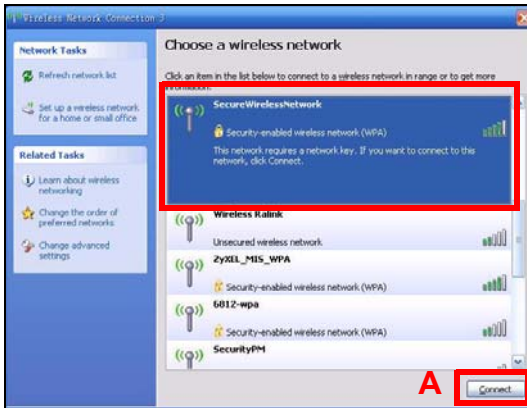 Wireless Network Connection 3
Network Tasks
Refresh network list
Set up a wireless network
for a home or small office
Related Tasks
Learn about wireless
networking
Change the order of
preferred networks
Change advanced
settings
Choose a wireless network
Click an item in the list below to connect to a wireless network in range or to get more
information.
SecureWirelessNetwork
Security-enabled wireless network (WPA)
This network requires a network key. If you want to connect to this
network, click Connect.
Wireless Ralink
Unsecured wireless network
ZyXEL_MIS_WPA
Security-enabled wireless network (WPA)
6812-wpa
Security-enabled wireless network (WPA)
SecurityPM
A
Connect